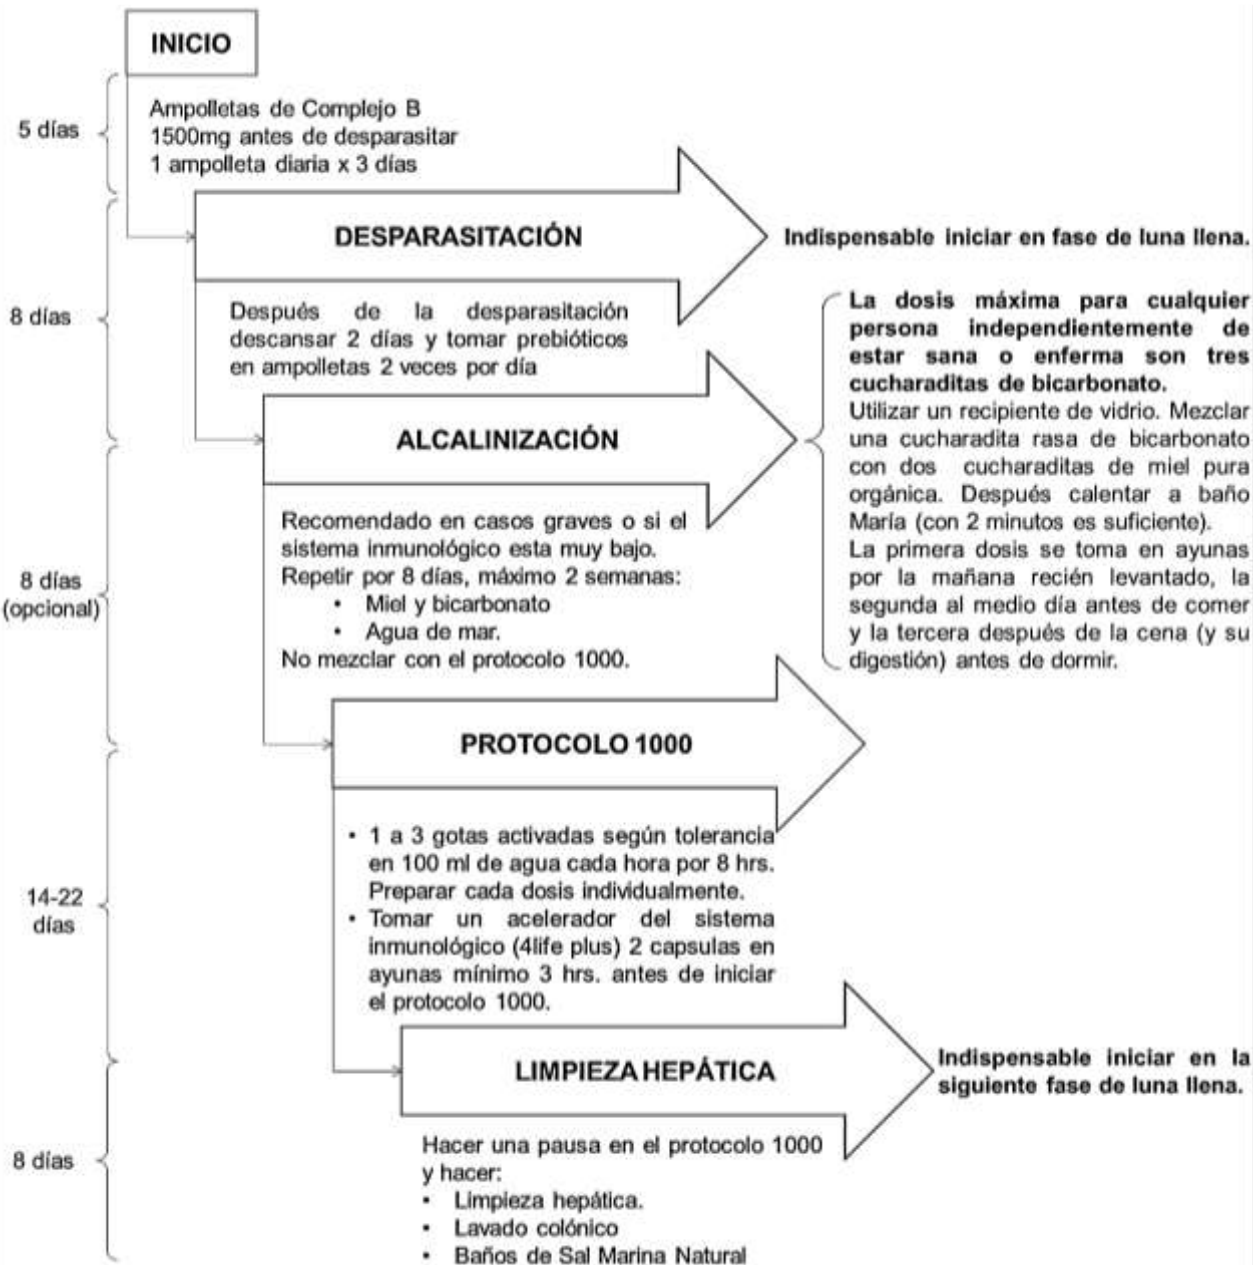 INICIO
5 días
Ampolletas de Complejo B
1500mg antes de desparasitar
1 ampolleta diaria x 3 días
DESPARASITACIÓN
Indispensable iniciar en fase de luna llena.
8 días
Después de la desparasitación
descansar 2 días y tomar prebióticos
en ampolletas 2 veces por día
ALCALINIZACIÓN
La dosis máxima para cualquier
persona independientemente de
estar sana o enferma son tres
cucharaditas de bicarbonato.
Utilizar un recipiente de vidrio. Mezclar
una cucharadita rasa de bicarbonato
con dos cucharaditas de miel pura
orgánica. Después calentar a baño
María (con 2 minutos es suficiente).
La primera dosis se toma en ayunas
por la mañana recién levantado, la
segunda al medio día antes de comer
y la tercera después de la cena (y su
digestión) antes de dormir.
8 días
(opcional)
Recomendado en casos graves o si el
sistema inmunológico esta muy bajo.
Repetir por 8 días, máximo 2 semanas:
• Miel y bicarbonato
• Agua de mar.
No mezclar con el protocolo 1000.
PROTOCOLO 1000
14-22
días
• 1 a 3 gotas activadas según tolerancia
en 100 ml de agua cada hora por 8 hrs.
Preparar cada dosis individualmente.
• Tomar un acelerador del sistema
inmunológico (4life plus) 2 capsulas en
ayunas mínimo 3 hrs. antes de iniciar
el protocolo 1000.
LIMPIEZA HEPÁTICA
Indispensable iniciar en la
siguiente fase de luna llena.
8 días
Hacer una pausa en el protocolo 1000
y hacer:
• Limpieza hepática.
• Lavado colónico
• Baños de Sal Marina Natural